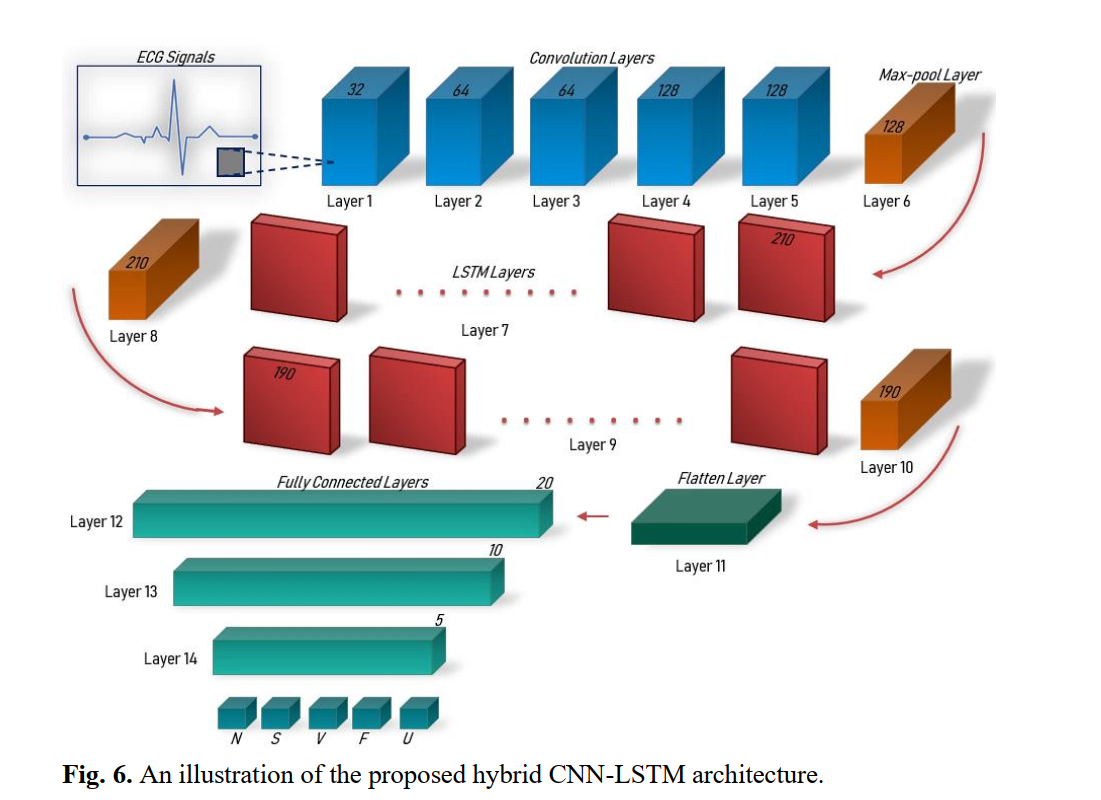 ECG Signals
Convolution Layers
Max-pool Layer
32
64
64
128
128
128
Layer 1
Layer 2
Layer 3
Layer 4
Layer 5
Layer 6
210
210
LSTM Layers
Layer 7
Layer 8
190
190
Layer 9
Layer 10
Fully Connected Layers
20
Flatten Layer
Layer 12
Layer 11
10
Layer 13
5
Layer 14
N S V F U
Fig. 6. An illustration of the proposed hybrid CNN-LSTM architecture.